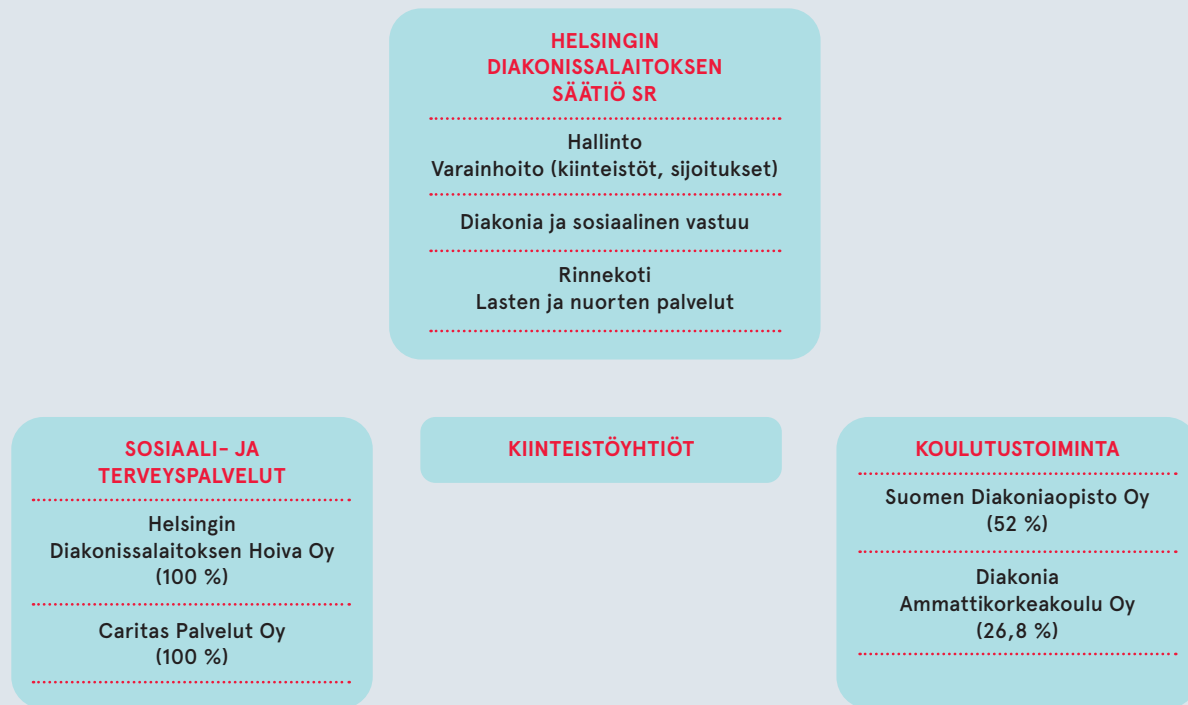 HELSINGIN
DIAKONISSALAITOKSEN
SÄÄTIÖ SR
Hallinto
Varainhoito (kiinteistöt, sijoitukset)
Diakonia ja sosiaalinen vastuu
Rinnekoti
Lasten ja nuorten palvelut
SOSIAALI- JA
TERVEYSPALVELUT
Helsingin
Diakonissalaitoksen Hoiva Oy
(100 %)
Caritas Palvelut Oy
(100 %)
KIINTEISTÖYHTIÖT
KOULUTUSTOIMINTA
Suomen Diakoniaopisto Oy
(52 %)
Diakonia
Ammattikorkeakoulu Oy
(26,8 %)